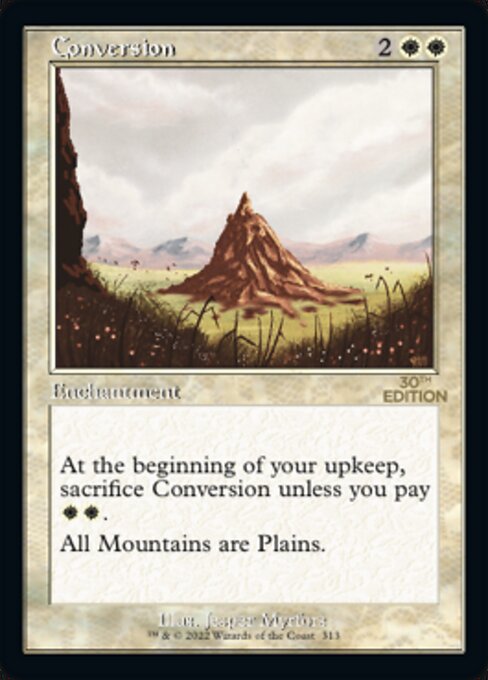 Conversion 2
Enchantment
30TH
EDITION
At the beginning of your upkeep,
sacrifice Conversion unless you pay
.
All Mountains are Plains.
Illus. Jesper Myrfors
™ & © 2022 Wizards of the Coast 313